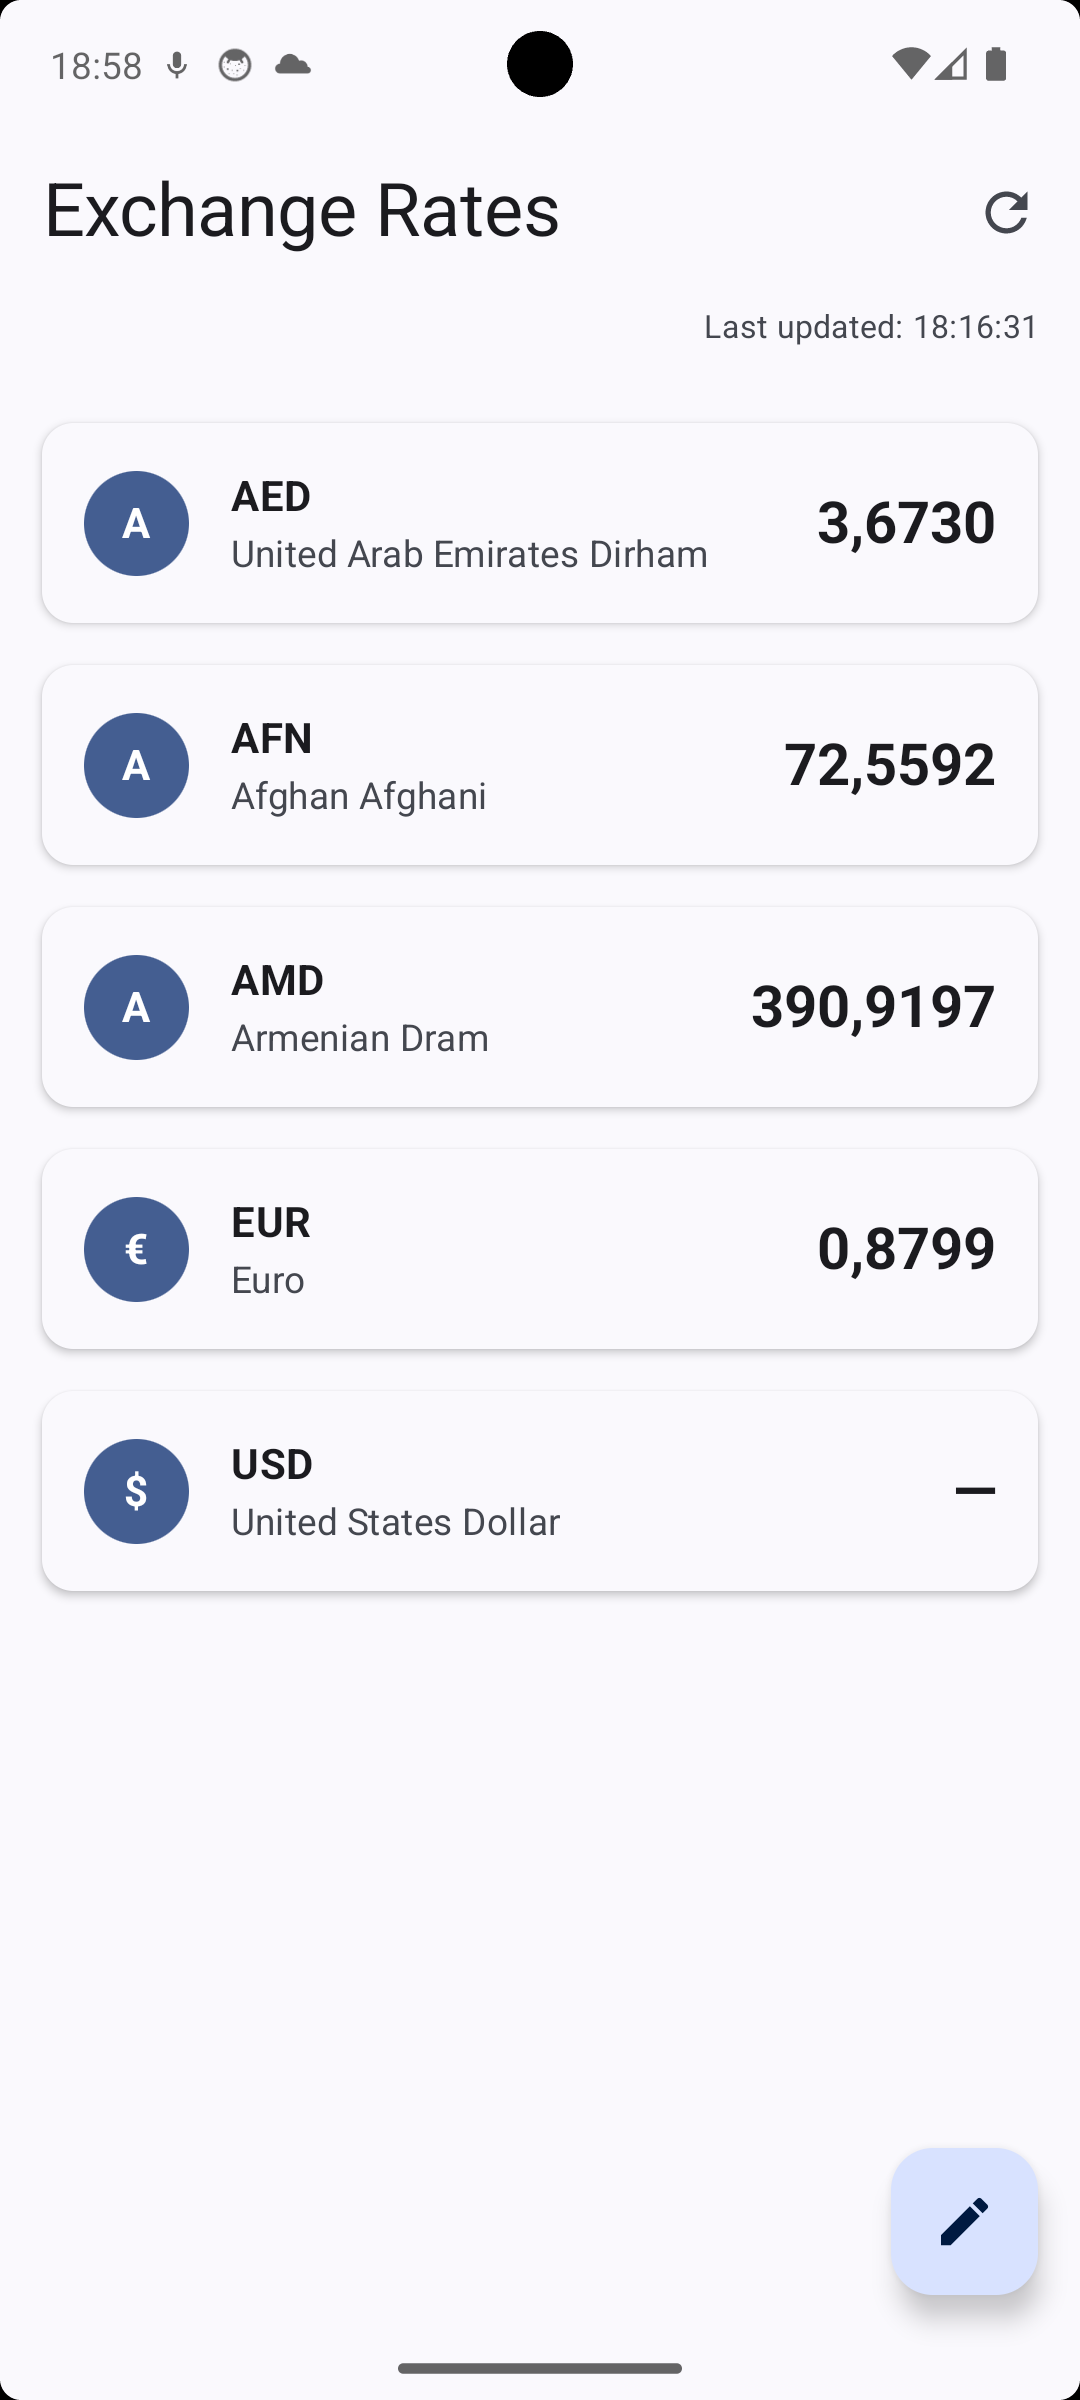 18:58
Exchange Rates
Last updated: 18:16:31
A
AED
United Arab Emirates Dirham
3,6730
A
AFN
Afghan Afghani
72,5592
A
AMD
Armenian Dram
390,9197
€
EUR
Euro
0,8799
$
USD
United States Dollar
—